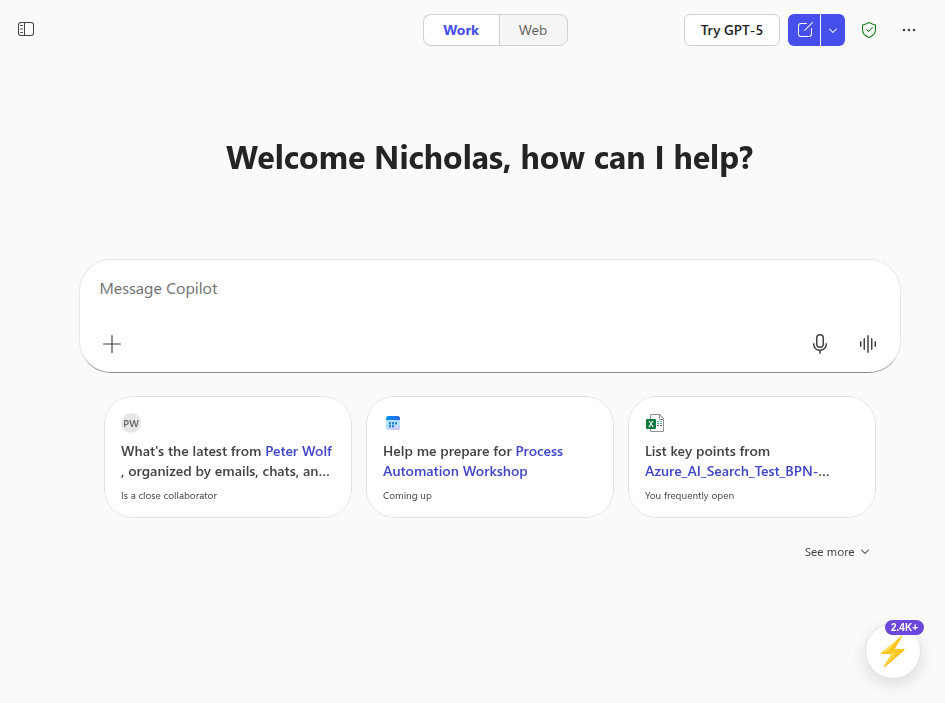 Work Web Try GPT-5
Welcome Nicholas, how can I help?
Message Copilot
PW
What's the latest from Peter Wolf
, organized by emails, chats, an...
Is a close collaborator
Help me prepare for Process
Automation Workshop
Coming up
List key points from
Azure_AI_Search_Test_BPN-...
You frequently open
See more
2.4K+